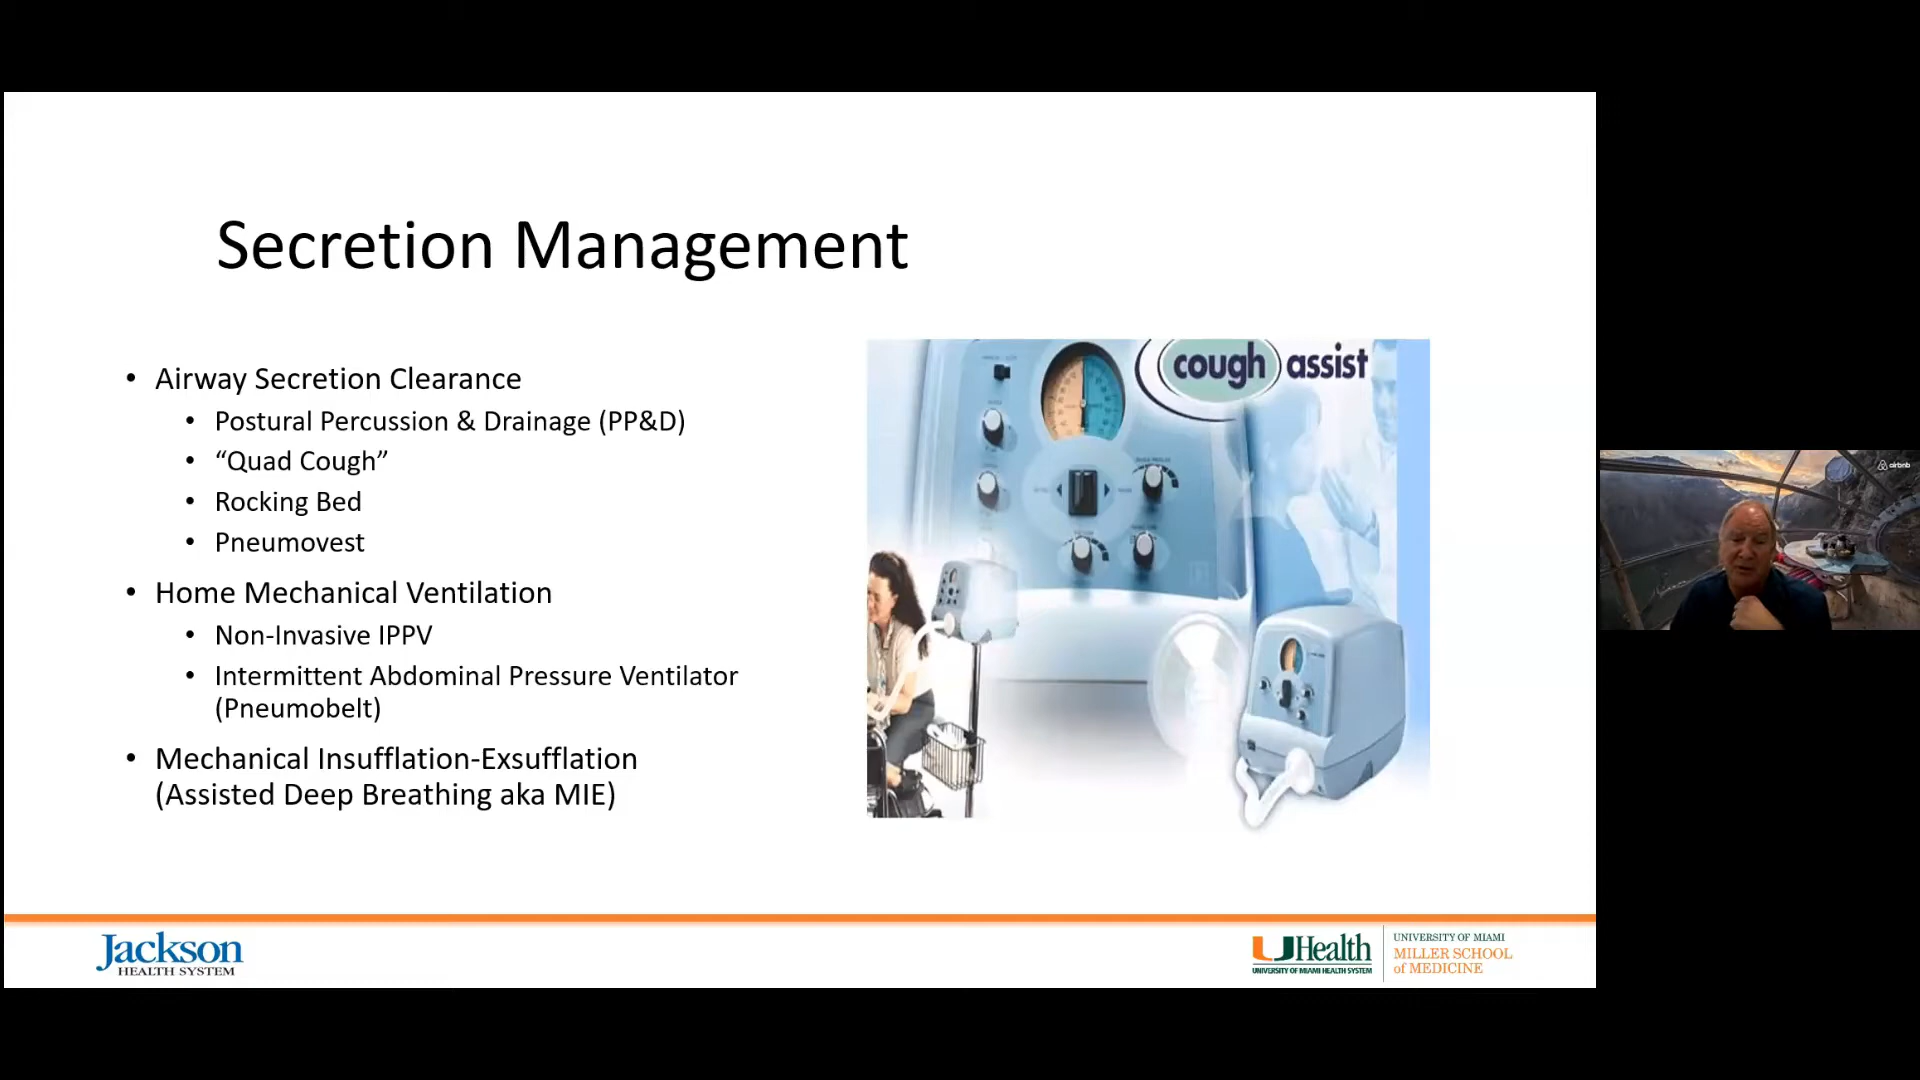 Secretion Management
• Airway Secretion Clearance
• Postural Percussion & Drainage (PP&D)
• “Quad Cough”
• Rocking Bed
• Pneumovest
• Home Mechanical Ventilation
• Non-Invasive IPPV
• Intermittent Abdominal Pressure Ventilator
(Pneumobelt)
• Mechanical Insufflation-Exsufflation
(Assisted Deep Breathing aka MIE)
cough assist
airbnb
Jackson
HEALTH SYSTEM
UHealth
UNIVERSITY OF MIAMI HEALTH SYSTEM
UNIVERSITY OF MIAMI
MILLER SCHOOL
of MEDICINE